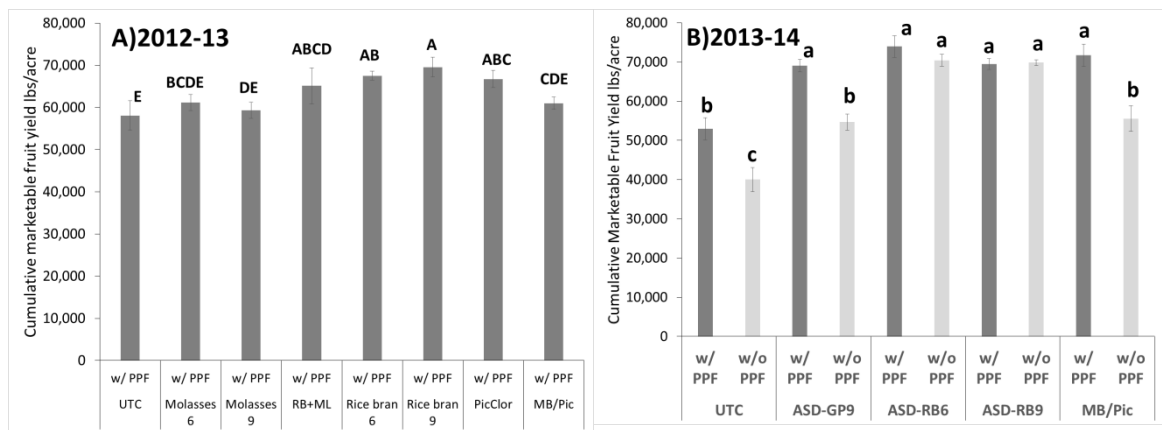 A)2012-13
Cumulative marketable fruit yield lbs/acre
80,000
70,000
60,000
50,000
40,000
30,000
20,000
10,000
0
E
BCDE
DE
ABCD
AB
A
ABC
CDE
w/ PPF w/ PPF w/ PPF w/ PPF w/ PPF w/ PPF w/ PPF w/ PPF
UTC Molasses Molasses RB+ML Rice bran Rice bran PicClor MB/Pic
6 9 6 9
B)2013-14
Cumulative Marketable Fruit Yield lbs/acre
80,000
70,000
60,000
50,000
40,000
30,000
20,000
10,000
0
b
c
a
b
a
a
a
a
a
b
w/ w/o w/ w/o w/ w/o w/ w/o w/ w/o
PPF PPF PPF PPF PPF PPF PPF PPF PPF PPF
UTC ASD-GP9 ASD-RB6 ASD-RB9 MB/Pic